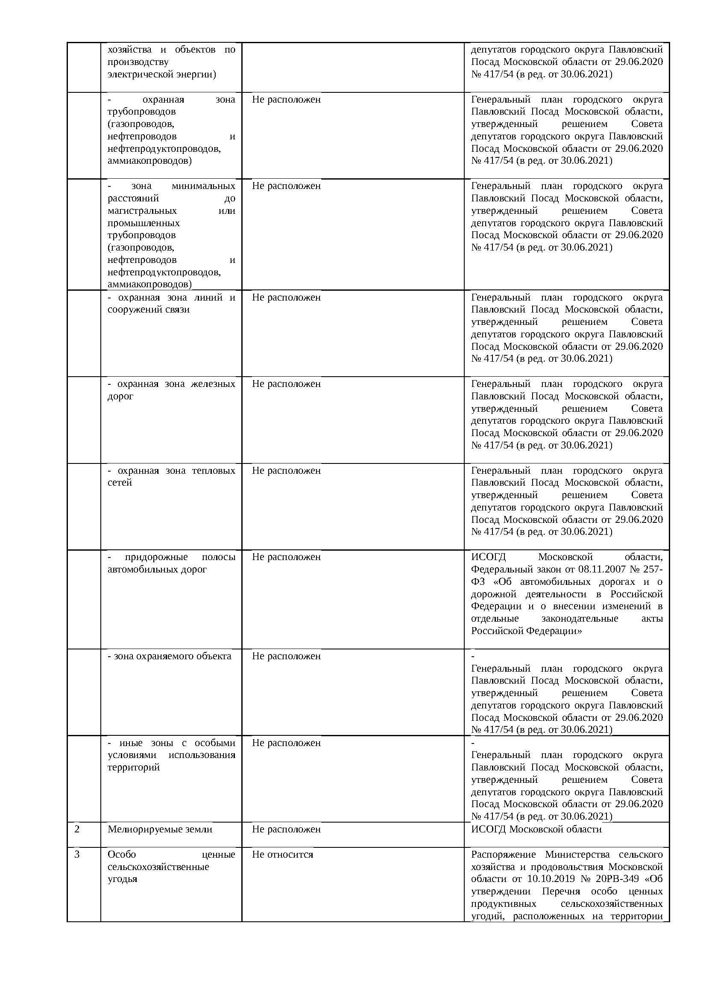 хозяйства и объектов по
производству
электрической энергии)
депутатов городского округа Павловский
Посад Московской области от 29.06.2020
№ 417/54 (в ред. от 30.06.2021)
- охранная зона
трубопроводов
(газопроводов,
нефтепроводов и
нефтепродуктопроводов,
аммиакопроводов)
Не расположен
Генеральный план городского округа
Павловский Посад Московской области,
утвержденный решением Совета
депутатов городского округа Павловский
Посад Московской области от 29.06.2020
№ 417/54 (в ред. от 30.06.2021)
- зона минимальных
расстояний до
магистральных или
промышленных
трубопроводов
(газопроводов,
нефтепроводов и
нефтепродуктопроводов,
аммиакопроводов)
Не расположен
Генеральный план городского округа
Павловский Посад Московской области,
утвержденный решением Совета
депутатов городского округа Павловский
Посад Московской области от 29.06.2020
№ 417/54 (в ред. от 30.06.2021)
- охранная зона линий и
сооружений связи
Не расположен
Генеральный план городского округа
Павловский Посад Московской области,
утвержденный решением Совета
депутатов городского округа Павловский
Посад Московской области от 29.06.2020
№ 417/54 (в ред. от 30.06.2021)
- охранная зона железных
дорог
Не расположен
Генеральный план городского округа
Павловский Посад Московской области,
утвержденный решением Совета
депутатов городского округа Павловский
Посад Московской области от 29.06.2020
№ 417/54 (в ред. от 30.06.2021)
- охранная зона тепловых
сетей
Не расположен
Генеральный план городского округа
Павловский Посад Московской области,
утвержденный решением Совета
депутатов городского округа Павловский
Посад Московской области от 29.06.2020
№ 417/54 (в ред. от 30.06.2021)
- придорожные полосы
автомобильных дорог
Не расположен
ИСОГД Московской области,
Федеральный закон от 08.11.2007 № 257-
ФЗ «Об автомобильных дорогах и о
дорожной деятельности в Российской
Федерации и о внесении изменений в
отдельные законодательные акты
Российской Федерации»
- зона охраняемого объекта
Не расположен
-
Генеральный план городского округа
Павловский Посад Московской области,
утвержденный решением Совета
депутатов городского округа Павловский
Посад Московской области от 29.06.2020
№ 417/54 (в ред. от 30.06.2021)
- иные зоны с особыми
условиями использования
территорий
Не расположен
-
Генеральный план городского округа
Павловский Посад Московской области,
утвержденный решением Совета
депутатов городского округа Павловский
Посад Московской области от 29.06.2020
№ 417/54 (в ред. от 30.06.2021)
2
Мелиорируемые земли
Не расположен
ИСОГД Московской области
3
Особо ценные
сельскохозяйственные
угодья
Не относится
Распоряжение Министерства сельского
хозяйства и продовольствия Московской
области от 10.10.2019 № 20РВ-349 «Об
утверждении Перечня особо ценных
продуктивных сельскохозяйственных
угодий, расположенных на территории